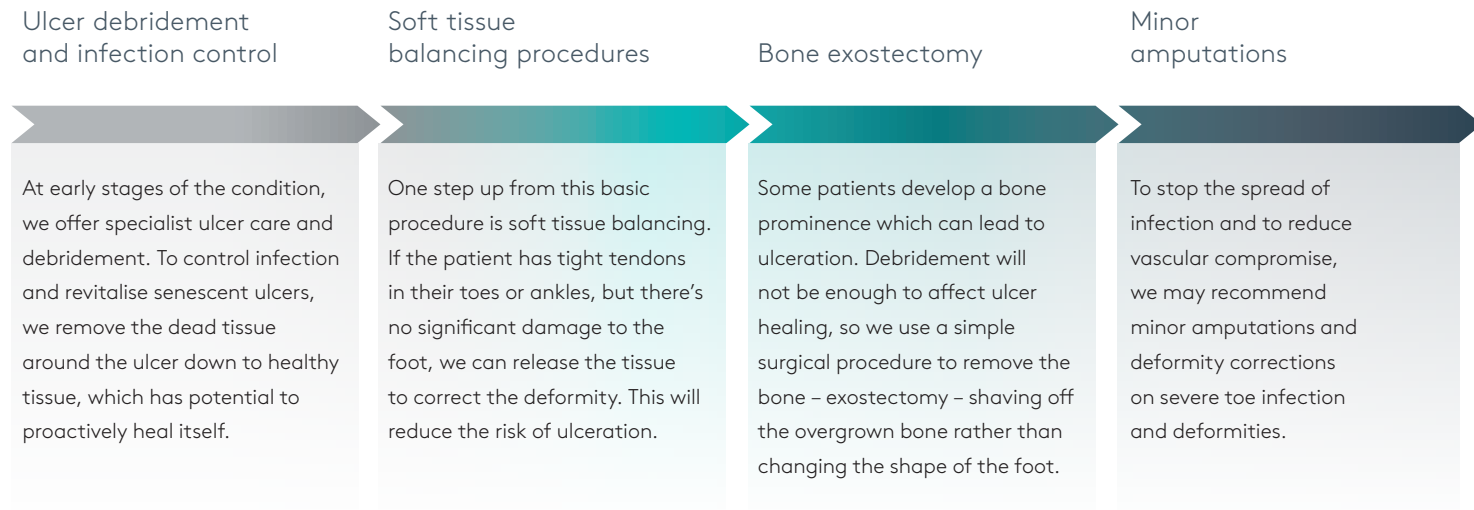 Ulcer debridement
and infection control
At early stages of the condition,
we offer specialist ulcer care and
debridement. To control infection
and revitalise senescent ulcers,
we remove the dead tissue
around the ulcer down to healthy
tissue, which has potential to
proactively heal itself.
Soft tissue
balancing procedures
One step up from this basic
procedure is soft tissue balancing.
If the patient has tight tendons
in their toes or ankles, but there’s
no significant damage to the
foot, we can release the tissue
to correct the deformity. This will
reduce the risk of ulceration.
Bone exostectomy
Some patients develop a bone
prominence which can lead to
ulceration. Debridement will
not be enough to affect ulcer
healing, so we use a simple
surgical procedure to remove the
bone – exostectomy – shaving off
the overgrown bone rather than
changing the shape of the foot.
Minor
amputations
To stop the spread of
infection and to reduce
vascular compromise,
we may recommend
minor amputations and
deformity corrections
on severe toe infection
and deformities.